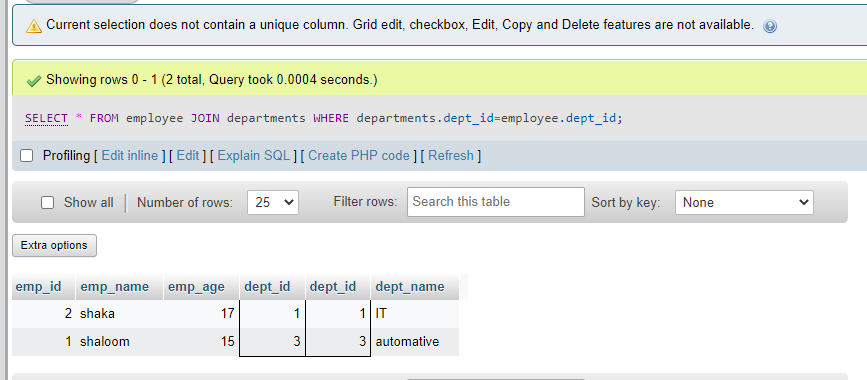 Current selection does not contain a unique column. Grid edit, checkbox, Edit, Copy and Delete features are not available.
Showing rows 0 - 1 (2 total, Query took 0.0004 seconds.)
SELECT * FROM employee JOIN departments WHERE departments.dept_id=employee.dept_id;
Profiling [ Edit inline ] [ Edit ] [ Explain SQL ] [ Create PHP code ] [ Refresh ]
Show all | Number of rows: 25 Filter rows: Search this table Sort by key: None
Extra options
emp_id emp_name emp_age dept_id dept_id dept_name
2 shaka 17 1 1 IT
1 shaloom 15 3 3 automative